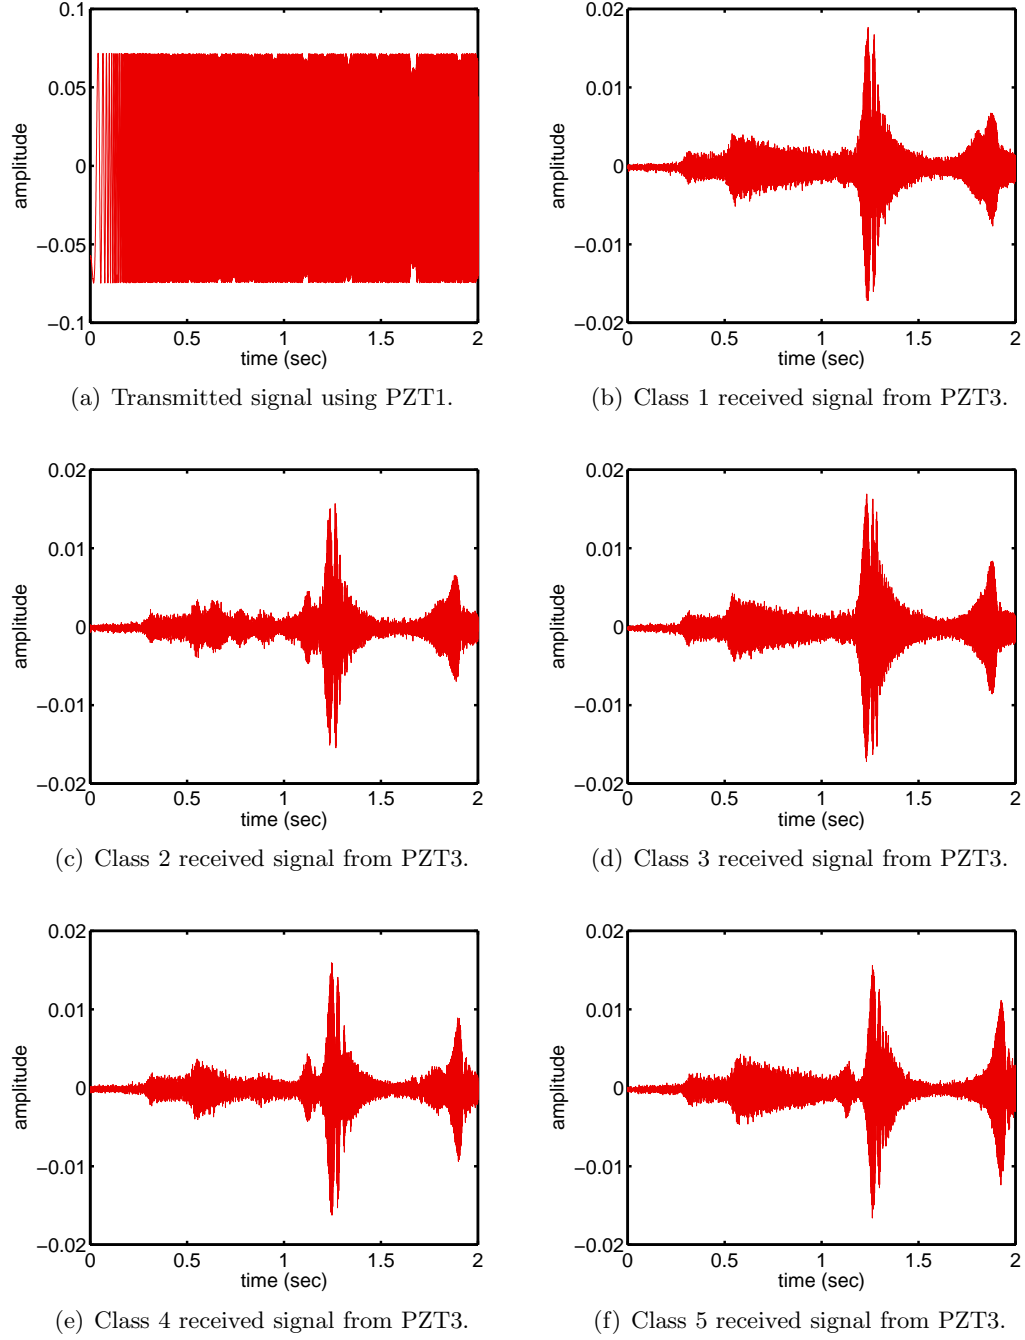 0.1
0.05
0
−0.05
−0.1
amplitude
0 1 2
time (sec)
(a) Transmitted signal using PZT1.
0.02
0.01
0
−0.01
−0.02
amplitude
0 0.5 1 1.5 2
time (sec)
(b) Class 1 received signal from PZT3.
0.02
0.01
0
−0.01
−0.02
amplitude
0 0.5 1 1.5 2
time (sec)
(c) Class 2 received signal from PZT3.
0.02
0.01
0
−0.01
−0.02
amplitude
0 0.5 1 1.5 2
time (sec)
(d) Class 3 received signal from PZT3.
0.02
0.01
0
−0.01
−0.02
amplitude
0 0.5 1 1.5 2
time (sec)
(e) Class 4 received signal from PZT3.
0.02
0.01
0
−0.01
−0.02
amplitude
0 0.5 1 1.5 2
time (sec)
(f) Class 5 received signal from PZT3.